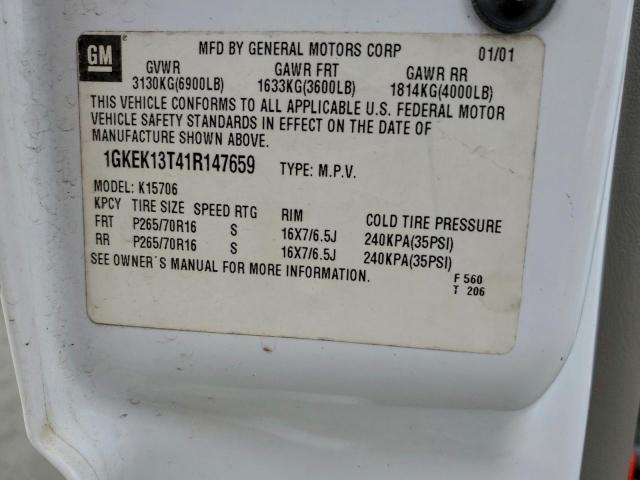 GM ® MFD BY GENERAL MOTORS CORP 01/01
GVWR GAWR FRT GAWR RR
3130KG(6900LB) 1633KG(3600LB) 1814KG(4000LB)
THIS VEHICLE CONFORMS TO ALL APPLICABLE U.S. FEDERAL MOTOR
VEHICLE SAFETY STANDARDS IN EFFECT ON THE DATE OF
MANUFACTURE SHOWN ABOVE.
1GKEK13T41R147659 TYPE: M.P.V.
MODEL: K15706
KPCY TIRE SIZE SPEED RTG RIM COLD TIRE PRESSURE
FRT P265/70R16 S 16X7/6.5J 240KPA(35PSI)
RR P265/70R16 S 16X7/6.5J 240KPA(35PSI)
SEE OWNER'S MANUAL FOR MORE INFORMATION.
F 560
T 206